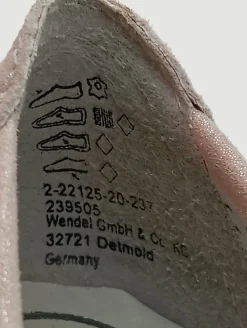 2-22125-20-237
239505
Wendel GmbH & Co. KG
32721 Detmold
Germany